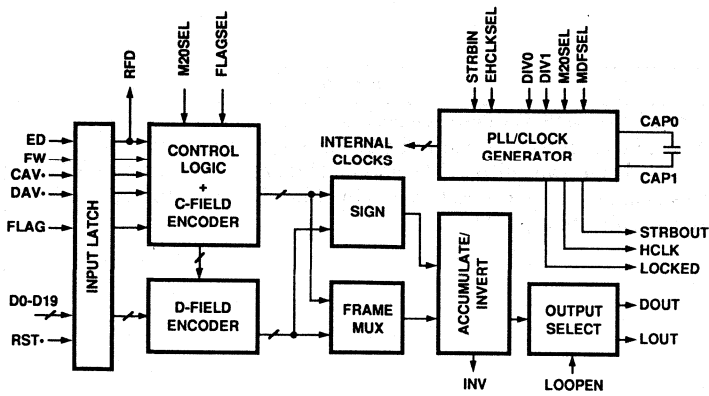 RFD
M20SEL
FLAGSEL
STRBIN
EHCLKSEL
DIV0
DIV1
M20SEL
MDFSEL
ED
FW
CAV•
DAV•
FLAG
D0-D19
RST•
INPUT LATCH
CONTROL
LOGIC
+
C-FIELD
ENCODER
D-FIELD
ENCODER
INTERNAL
CLOCKS
PLL/CLOCK
GENERATOR
CAP0
CAP1
SIGN
FRAME
MUX
ACCUMULATE/
INVERT
STRBOUT
HCLK
LOCKED
OUTPUT
SELECT
DOUT
LOUT
INV
LOOPEN